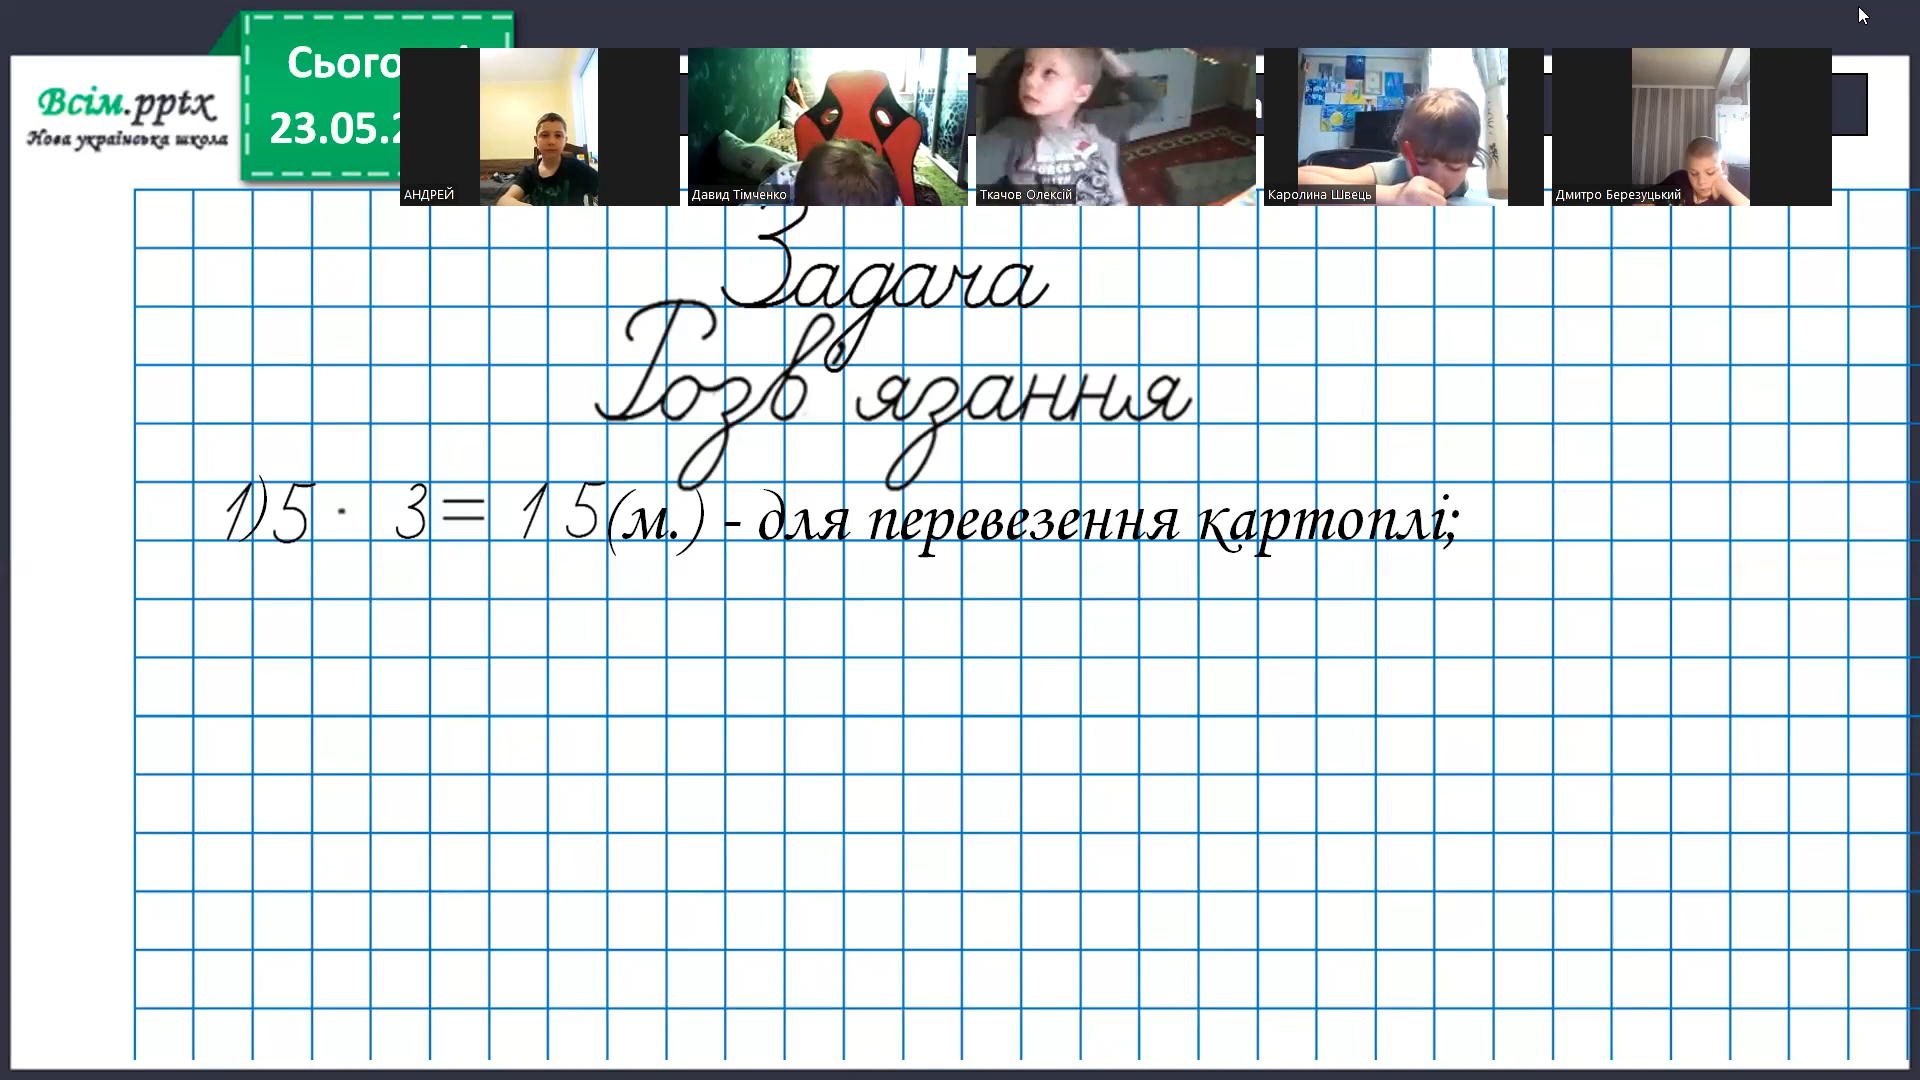 Сього
23.05.2
Всім.pptx
Нова українська школа
АНДРЕЙ
Давид Тімченко
Ткачов Олексій
Каролина Швець
Дмитро Березуцький
Задача
Розв'язання
1) 5 · 3 = 15 (м.) - для перевезення картоплі;